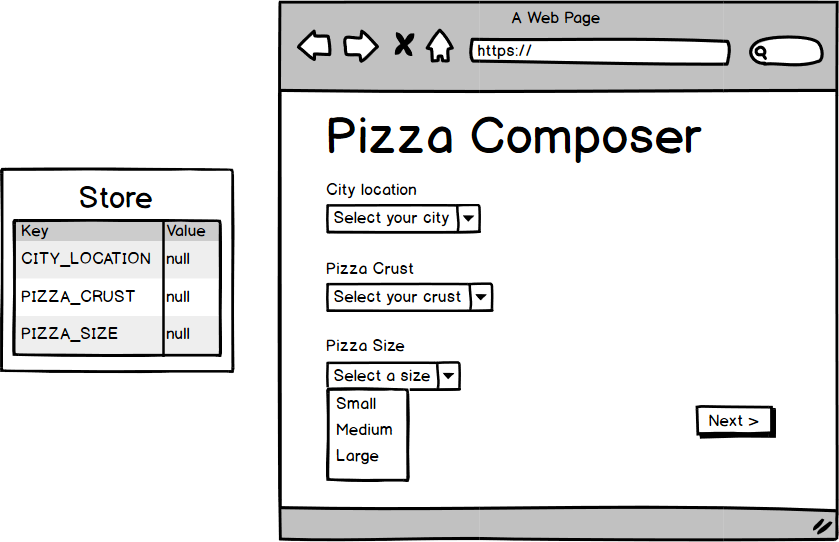 Store
Key Value
CITY_LOCATION null
PIZZA_CRUST null
PIZZA_SIZE null
A Web Page
https://
Pizza Composer
City location
Select your city
Pizza Crust
Select your crust
Pizza Size
Select a size
Small
Medium
Large
Next >